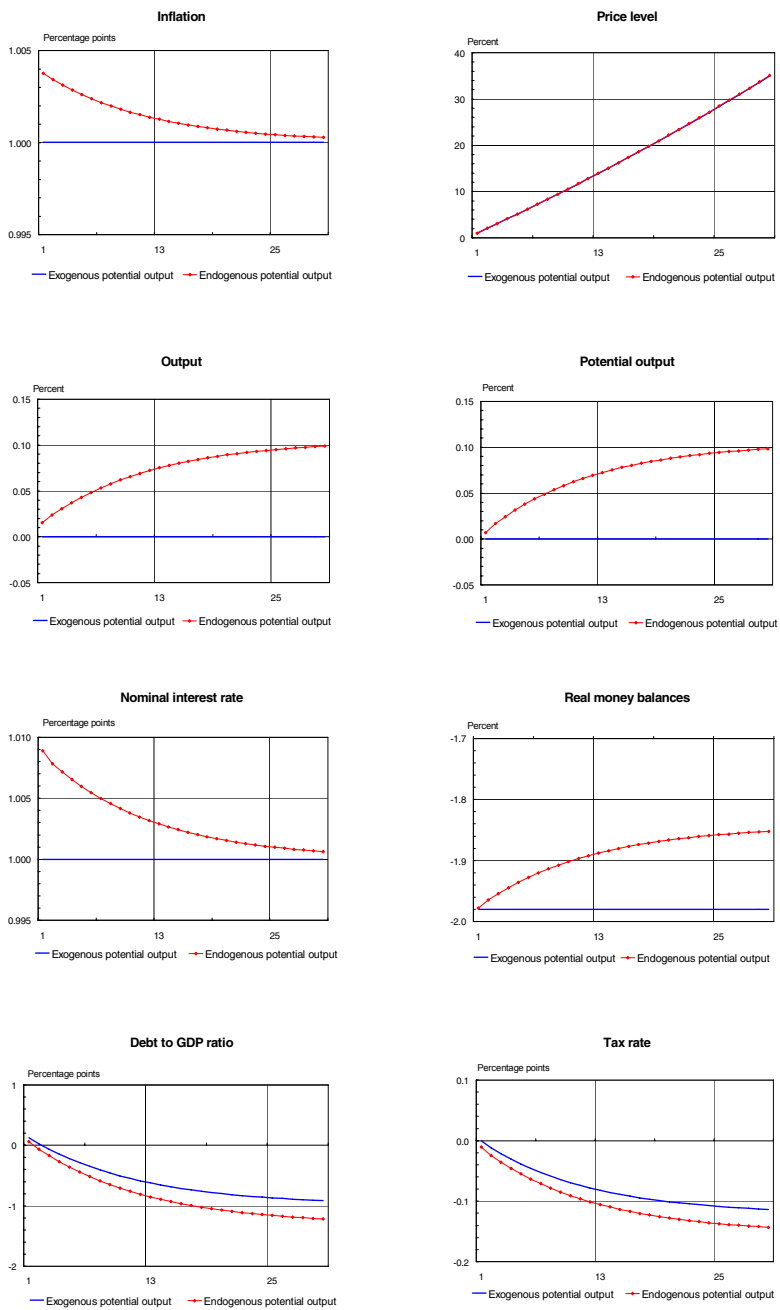 Inflation
Percentage points
1.005
1.000
0.995
1 13 25
Exogenous potential output Endogenous potential output
Price level
Percent
40
30
20
10
0
1 13 25
Exogenous potential output Endogenous potential output
Output
Percent
0.15
0.10
0.05
0.00
-0.05
1 13 25
Exogenous potential output Endogenous potential output
Potential output
Percent
0.15
0.10
0.05
0.00
-0.05
1 13 25
Exogenous potential output Endogenous potential output
Nominal interest rate
Percentage points
1.010
1.005
1.000
0.995
1 13 25
Exogenous potential output Endogenous potential output
Real money balances
Percent
-1.7
-1.8
-1.9
-2.0
1 13 25
Exogenous potential output Endogenous potential output
Debt to GDP ratio
Percentage points
1
0
-1
-2
1 13 25
Exogenous potential output Endogenous potential output
Tax rate
Percentage points
0.1
0.0
-0.1
-0.2
1 13 25
Exogenous potential output Endogenous potential output